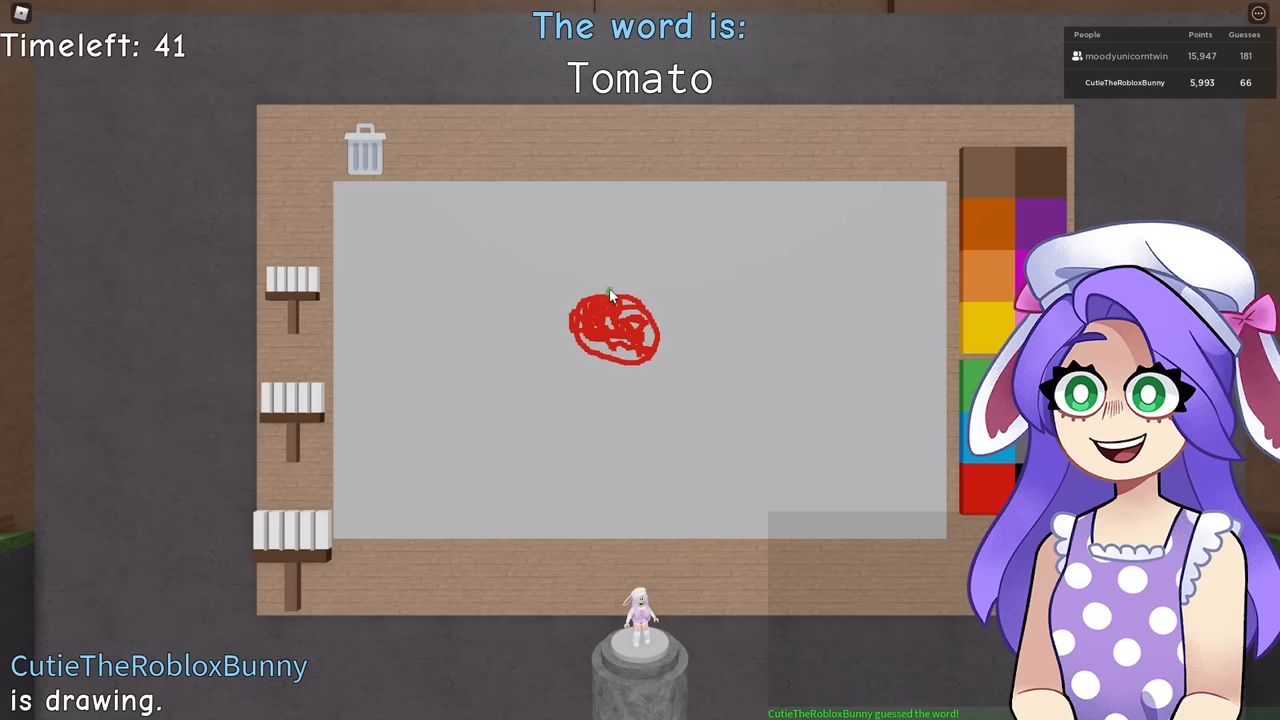 The word is:
Tomato
Timeleft: 41
People Points Guesses
moodyunicorntwin 15,947 181
CutieTheRobloxBunny 5,993 66
CutieTheRobloxBunny
is drawing.
CutieTheRobloxBunny guessed the word!